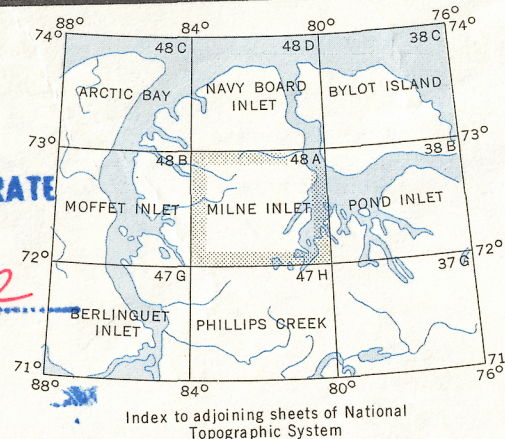 88° 84° 80° 76°
74° 48 C 48 D 38 C 74°
ARCTIC BAY NAVY BOARD INLET BYLOT ISLAND
73° 48 B 48 A 38 B 73°
RATE
MOFFET INLET MILNE INLET POND INLET
72° 47 G 47 H 37 G 72°
2
BERLINGUET INLET PHILLIPS CREEK
71° 71°
88° 84° 80° 76°
Index to adjoining sheets of National
Topographic System